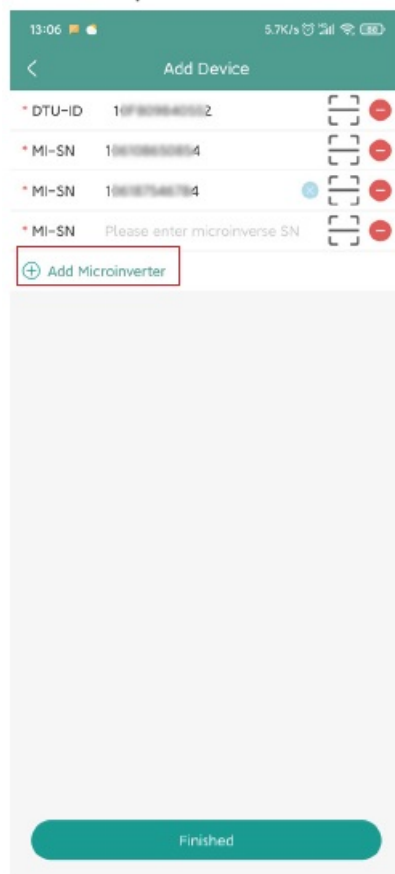 13:06 5.7K/s
Add Device
* DTU-ID
* MI-SN
* MI-SN
* MI-SN Please enter microinverse SN
Add Microinverter
Finished